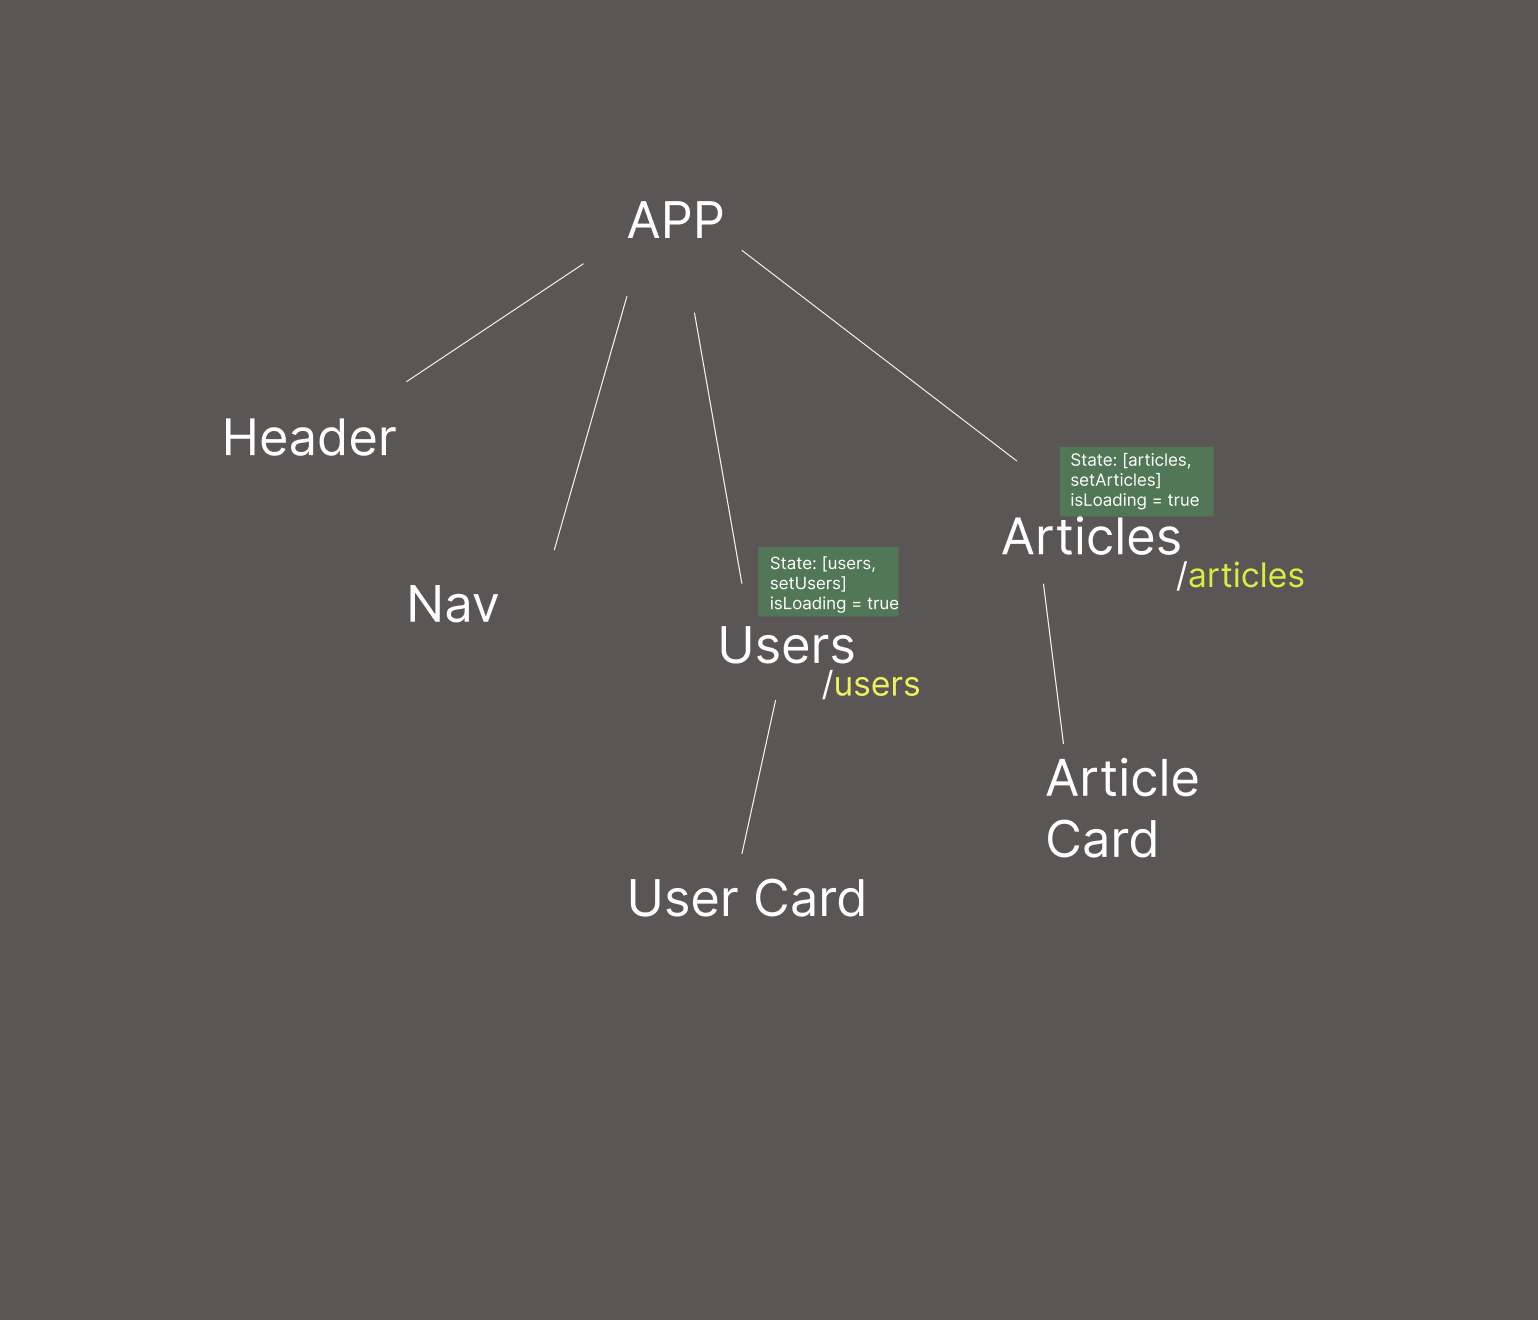 APP
Header
State: [articles,
setArticles]
isLoading = true
Articles
/articles
State: [users,
setUsers]
isLoading = true
Nav
Users
/users
Article
Card
User Card